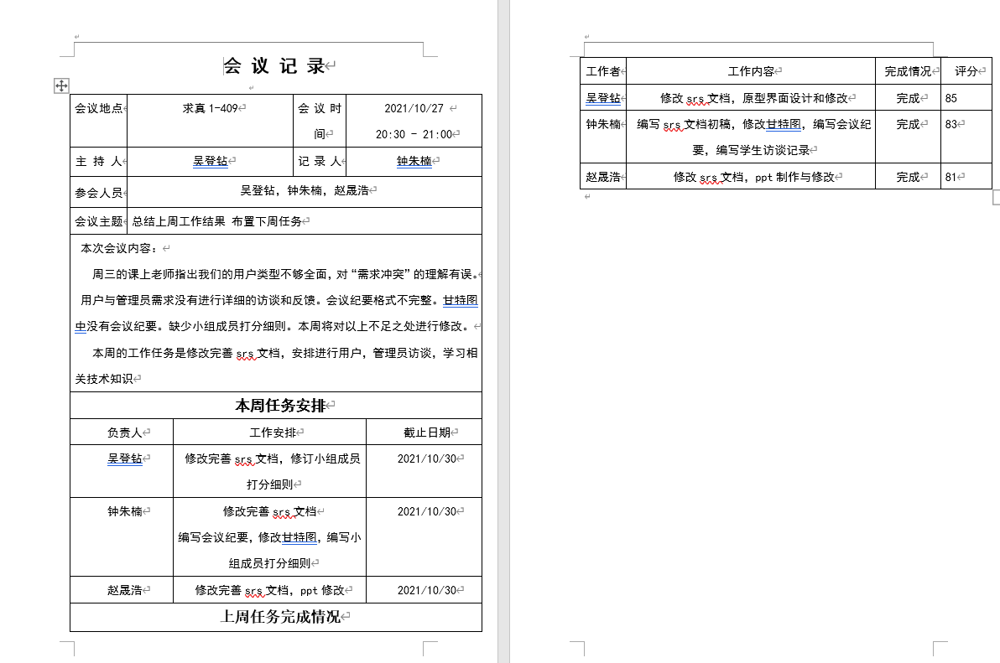 会 议 记 录
会议地点 求真 1-409 会 议 时 2021/10/27
间 20:30 - 21:00
主 持 人 吴登钻 记 录 人 钟朱楠
参会人员 吴登钻，钟朱楠，赵晟浩
会议主题 总结上周工作结果 布置下周任务
本次会议内容：
周三的课上老师指出我们的用户类型不够全面，对“需求冲突”的理解有误。
用户与管理员需求没有进行详细的访谈和反馈。会议纪要格式不完整。甘特图
中没有会议纪要。缺少小组成员打分细则。本周将对以上不足之处进行修改。
本周的工作任务是修改完善 srs 文档，安排进行用户，管理员访谈，学习相
关技术知识
本周任务安排
负责人 工作安排 截止日期
吴登钻 修改完善 srs 文档，修订小组成员 2021/10/30
打分细则
钟朱楠 修改完善 srs 文档 2021/10/30
编写会议纪要，修改甘特图，编写小
组成员打分细则
赵晟浩 修改完善 srs 文档，ppt 修改 2021/10/30
上周任务完成情况
工作者 工作内容 完成情况 评分
吴登钻 修改 srs 文档，原型界面设计和修改 完成 85
钟朱楠 编写 srs 文档初稿，修改甘特图，编写会议纪 完成 83
要，编写学生访谈记录
赵晟浩 修改 srs 文档，ppt 制作与修改 完成 81